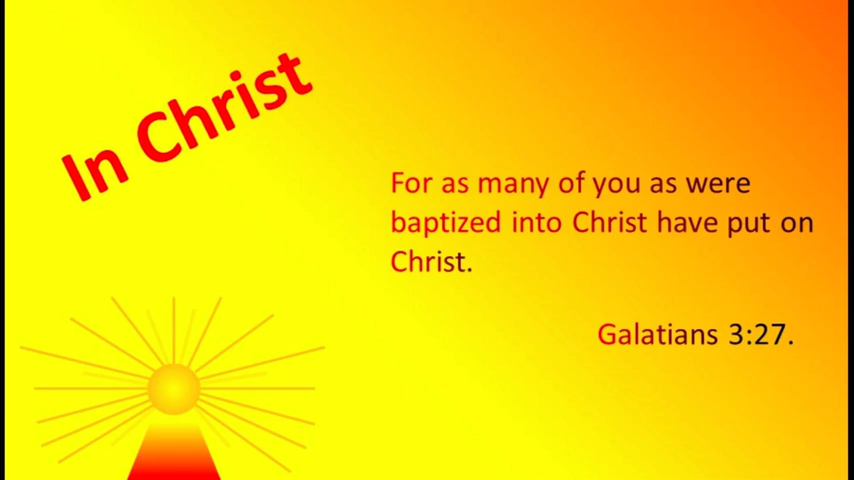 In Christ
For as many of you as were
baptized into Christ have put on
Christ.
Galatians 3:27.